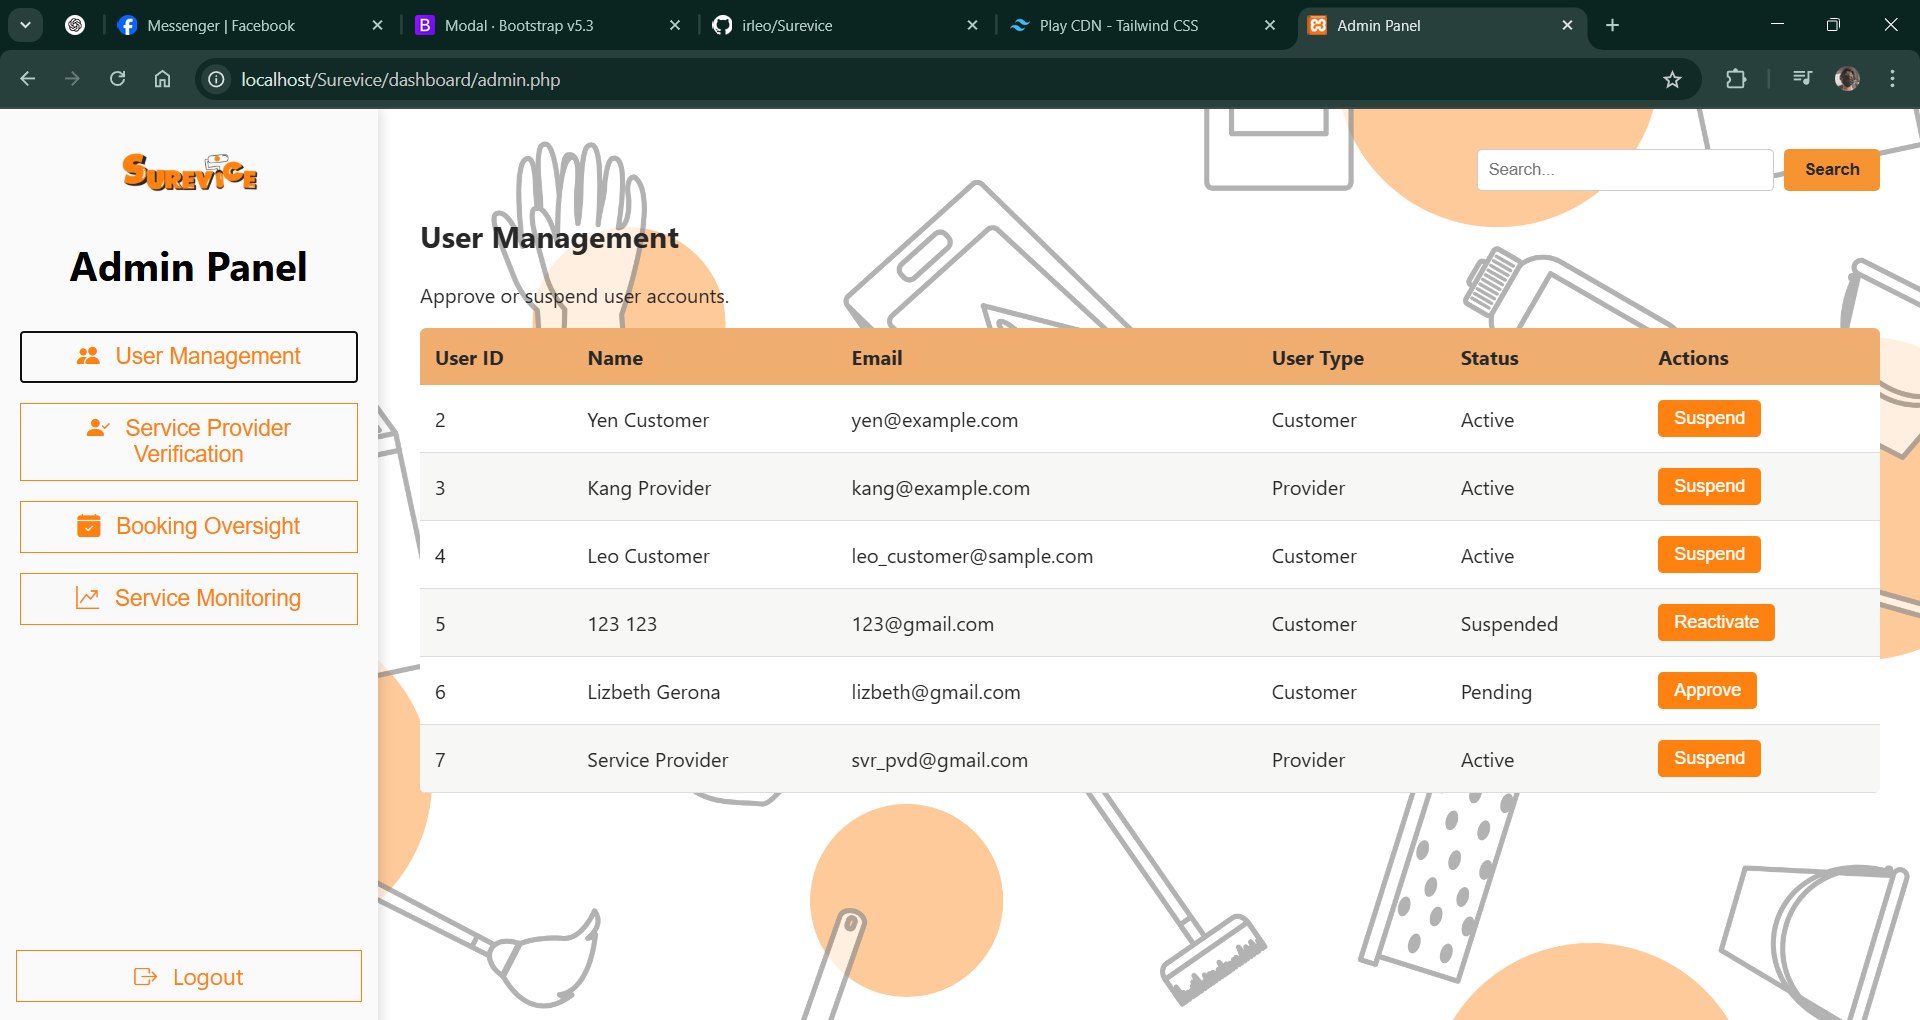 Messenger | Facebook
Modal · Bootstrap v5.3
irleo/Surevice
Play CDN - Tailwind CSS
Admin Panel
localhost/Surevice/dashboard/admin.php
SUREVICE
Search...
Search
Admin Panel
User Management
Service Provider
Verification
Booking Oversight
Service Monitoring
Logout
User Management
Approve or suspend user accounts.
User ID Name Email User Type Status Actions
2 Yen Customer yen@example.com Customer Active Suspend
3 Kang Provider kang@example.com Provider Active Suspend
4 Leo Customer leo_customer@sample.com Customer Active Suspend
5 123 123 123@gmail.com Customer Suspended Reactivate
6 Lizbeth Gerona lizbeth@gmail.com Customer Pending Approve
7 Service Provider svr_pvd@gmail.com Provider Active Suspend